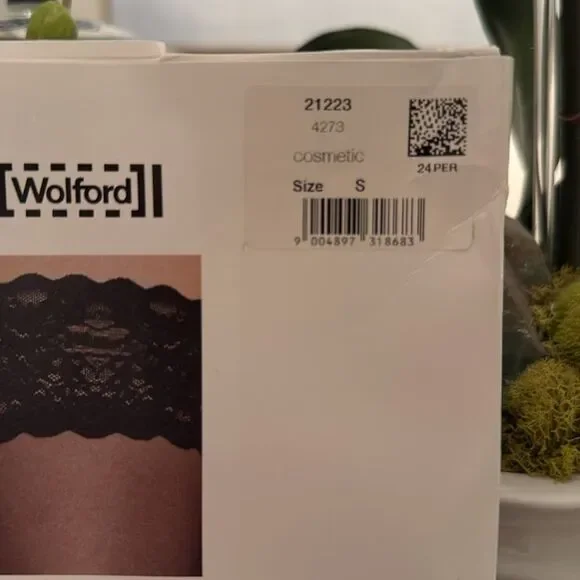 21223
4273
cosmetic
24PER
Size S
9 004897 318683
[Wolford]